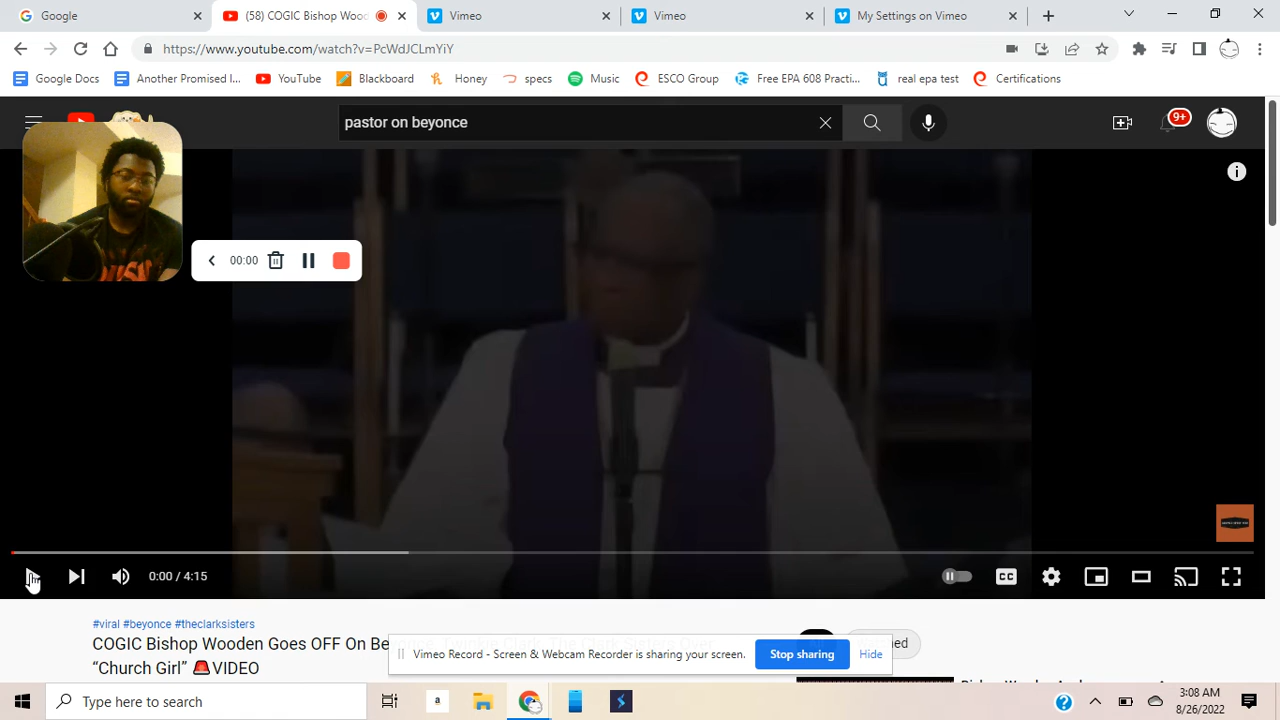 Google
(58) COGIC Bishop Wood
Vimeo
Vimeo
My Settings on Vimeo
https://www.youtube.com/watch?v=PcWdJCLmYiY
Google Docs
Another Promised I...
YouTube
Blackboard
Honey
specs
Music
ESCO Group
Free EPA 608 Practi...
real epa test
Certifications
pastor on beyonce
9+
00:00
0:00 / 4:15
CC
#viral #beyonce #theclarksisters
COGIC Bishop Wooden Goes OFF On Be
“Church Girl” 🚨VIDEO
Vimeo Record - Screen & Webcam Recorder is sharing your screen.
Stop sharing
Hide
Type here to search
3:08 AM
8/26/2022